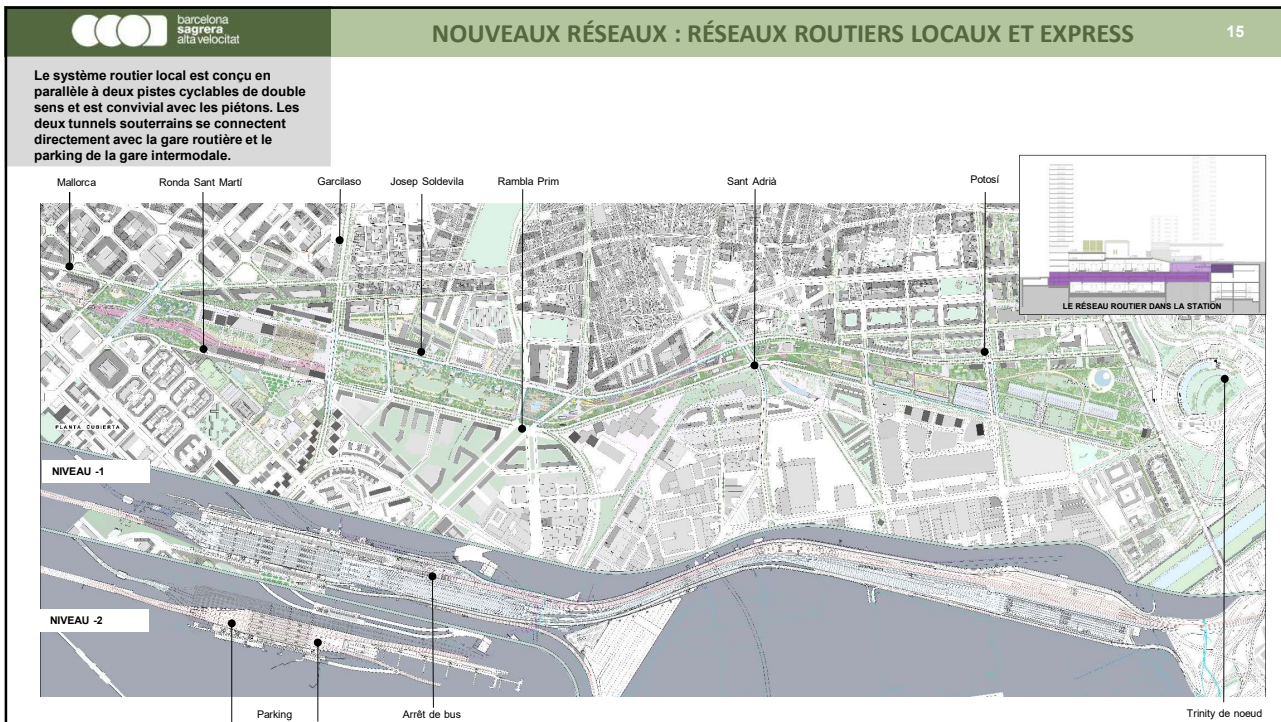 barcelona
sagrera
alta velocitat
NOUVEAUX RÉSEAUX : RÉSEAUX ROUTIERS LOCAUX ET EXPRESS
15
Le système routier local est conçu en
parallèle à deux pistes cyclables de double
sens et est convivial avec les piétons. Les
deux tunnels souterrains se connectent
directement avec la gare routière et le
parking de la gare intermodale.
Mallorca
Ronda Sant Martí
Garcilaso
Josep Soldevila
Rambla Prim
Sant Adrià
Potosí
LE RÉSEAU ROUTIER DANS LA STATION
PLANTA CUBIERTA
NIVEAU -1
NIVEAU -2
Parking
Arrêt de bus
Trinity de noeud